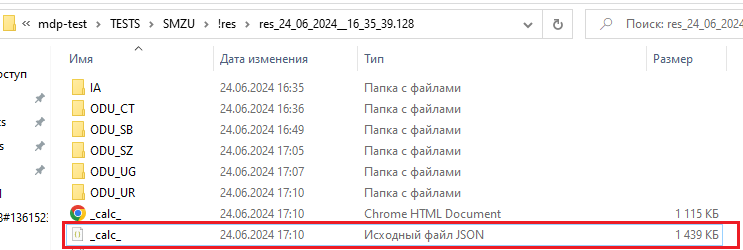 mdp-test > TESTS > SMZU > !res > res_24_06_2024__16_35_39.128
Поиск: res_24_06_2024
Имя Дата изменения Тип Размер
IA 24.06.2024 16:35 Папка с файлами
ODU_CT 24.06.2024 16:36 Папка с файлами
ODU_SB 24.06.2024 16:49 Папка с файлами
ODU_SZ 24.06.2024 17:05 Папка с файлами
ODU_UG 24.06.2024 17:07 Папка с файлами
ODU_UR 24.06.2024 17:10 Папка с файлами
_calc_ 24.06.2024 17:10 Chrome HTML Document 1 115 КБ
_calc_ 24.06.2024 17:10 Исходный файл JSON 1 439 КБ
оступ